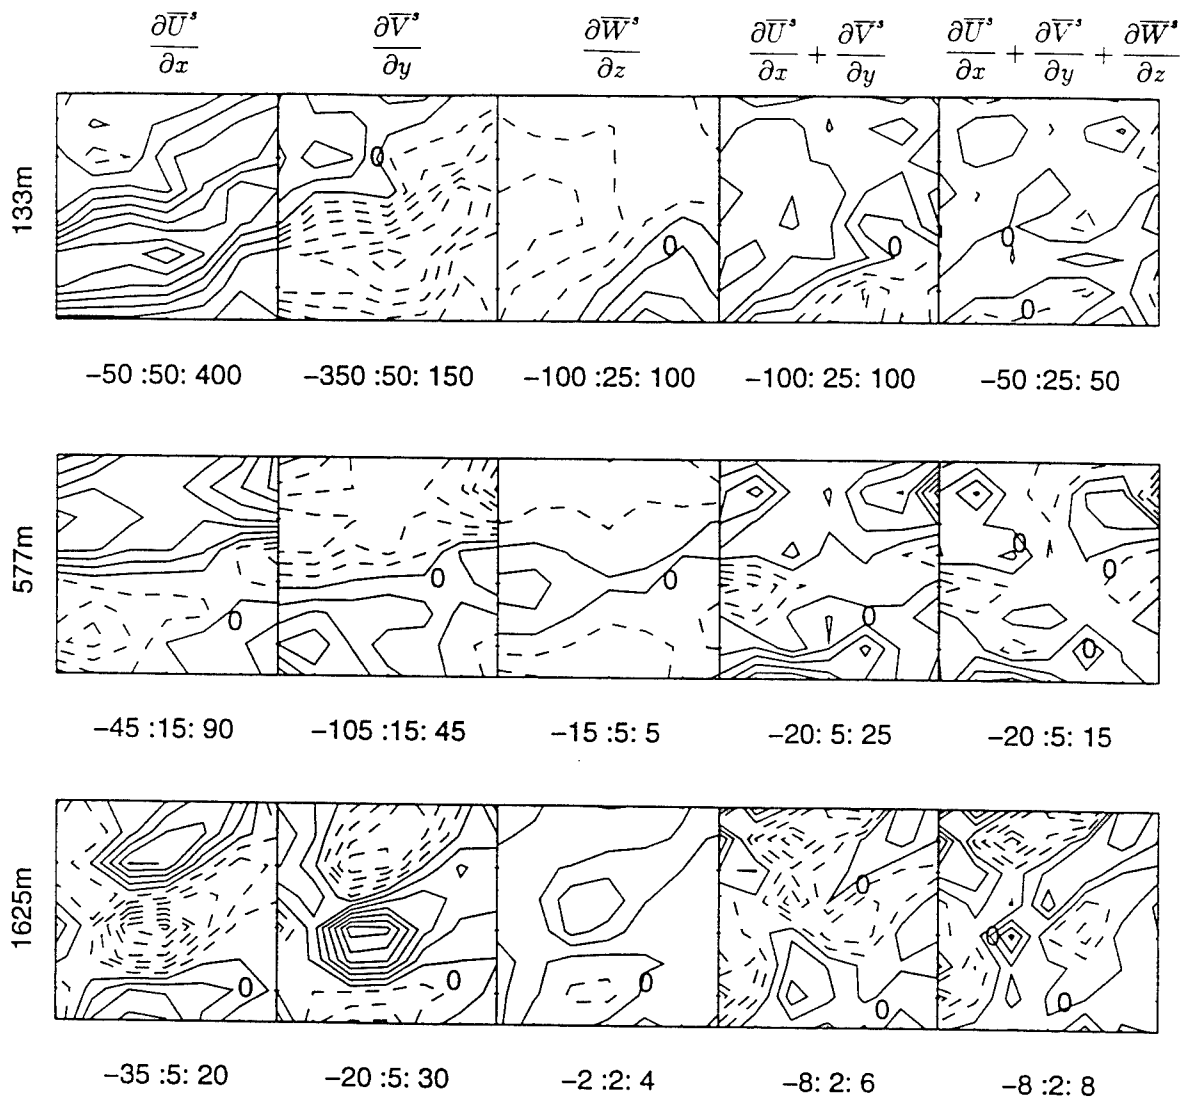 ∂U̅ˢ/∂x ∂V̅ˢ/∂y ∂W̅ˢ/∂z ∂U̅ˢ/∂x + ∂V̅ˢ/∂y ∂U̅ˢ/∂x + ∂V̅ˢ/∂y + ∂W̅ˢ/∂z
133m
0 0 0 0 0
−50 :50: 400 −350 :50: 150 −100 :25: 100 −100: 25: 100 −50 :25: 50
577m
0 0 0 0 0 0 0
−45 :15: 90 −105 :15: 45 −15 :5: 5 −20: 5: 25 −20 :5: 15
1625m
0 0 0 0 0 0 0
−35 :5: 20 −20 :5: 30 −2 :2: 4 −8: 2: 6 −8 :2: 8